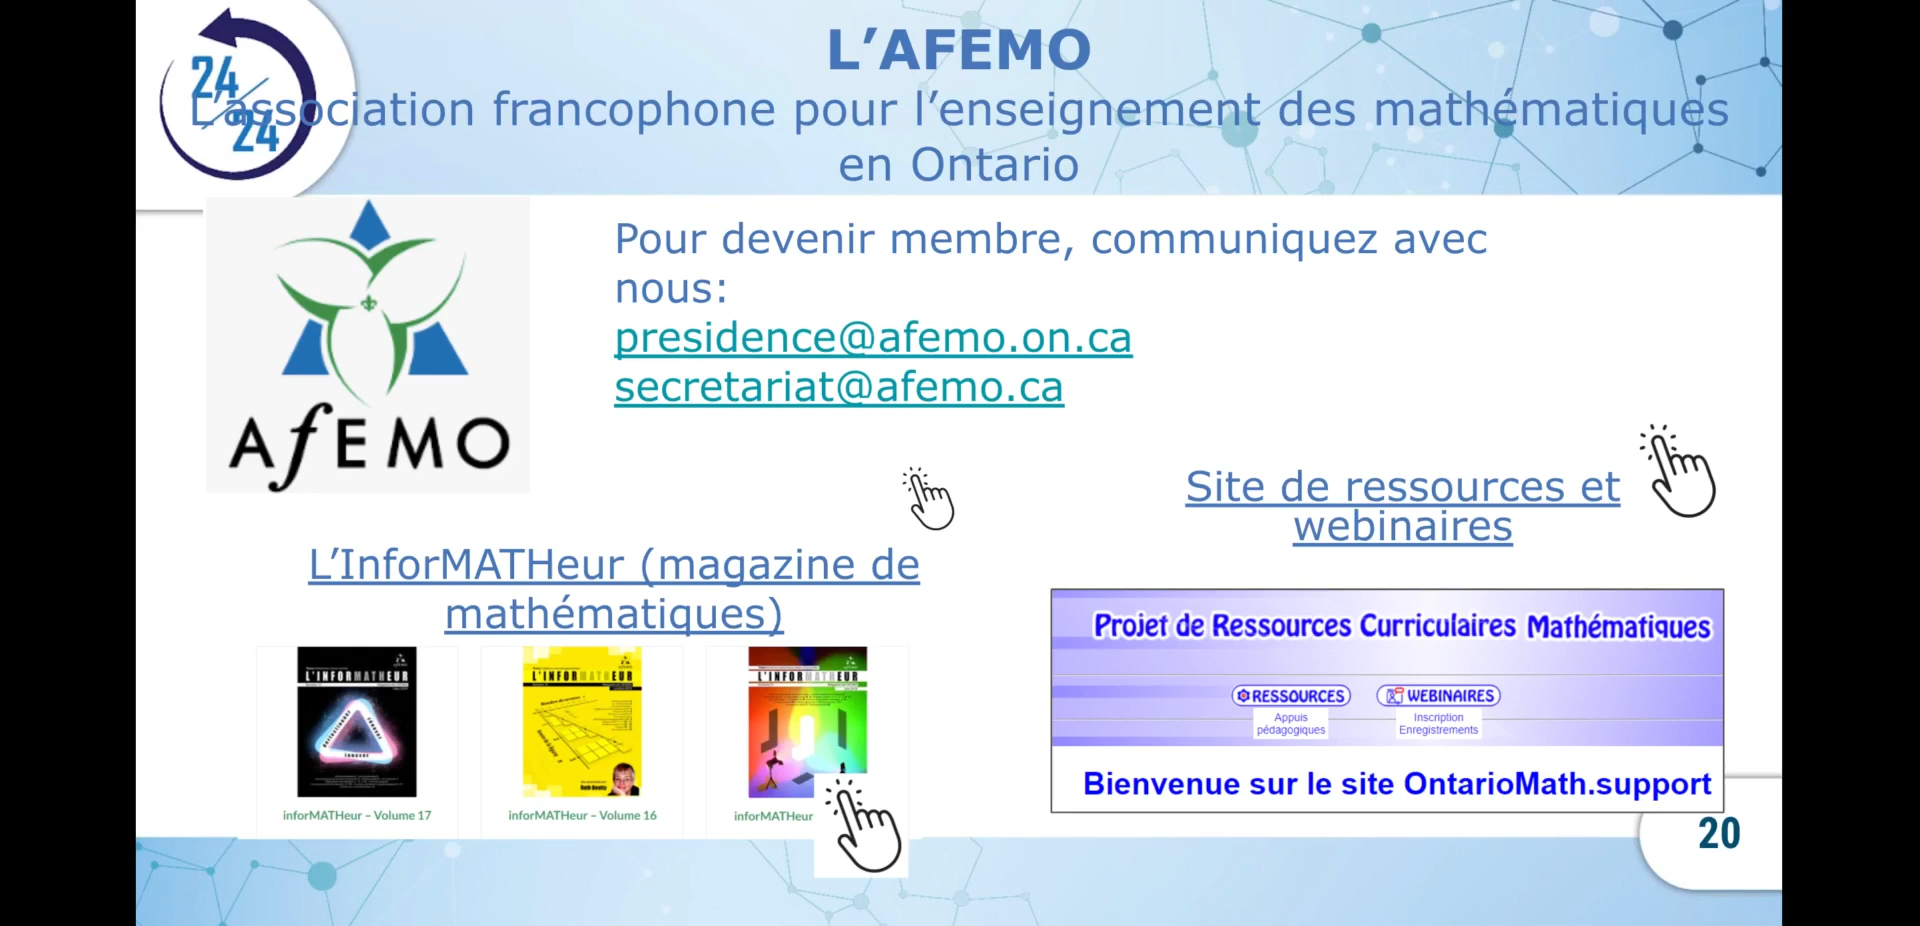 24
24
L'AFEMO
L'association francophone pour l'enseignement des mathématiques
en Ontario
AfEMO
Pour devenir membre, communiquez avec
nous:
presidence@afemo.on.ca
secretariat@afemo.ca
Site de ressources et
webinaires
L'InforMATHeur (magazine de
mathématiques)
L'INFORMATHEUR
L'INFORMATHEUR
L'INFORMATHEUR
Ruth Beatty
inforMATHeur – Volume 17
inforMATHeur – Volume 16
inforMATHeur
Projet de Ressources Curriculaires Mathématiques
RESSOURCES
WEBINAIRES
Appuis
pédagogiques
Inscription
Enregistrements
Bienvenue sur le site OntarioMath.support
20